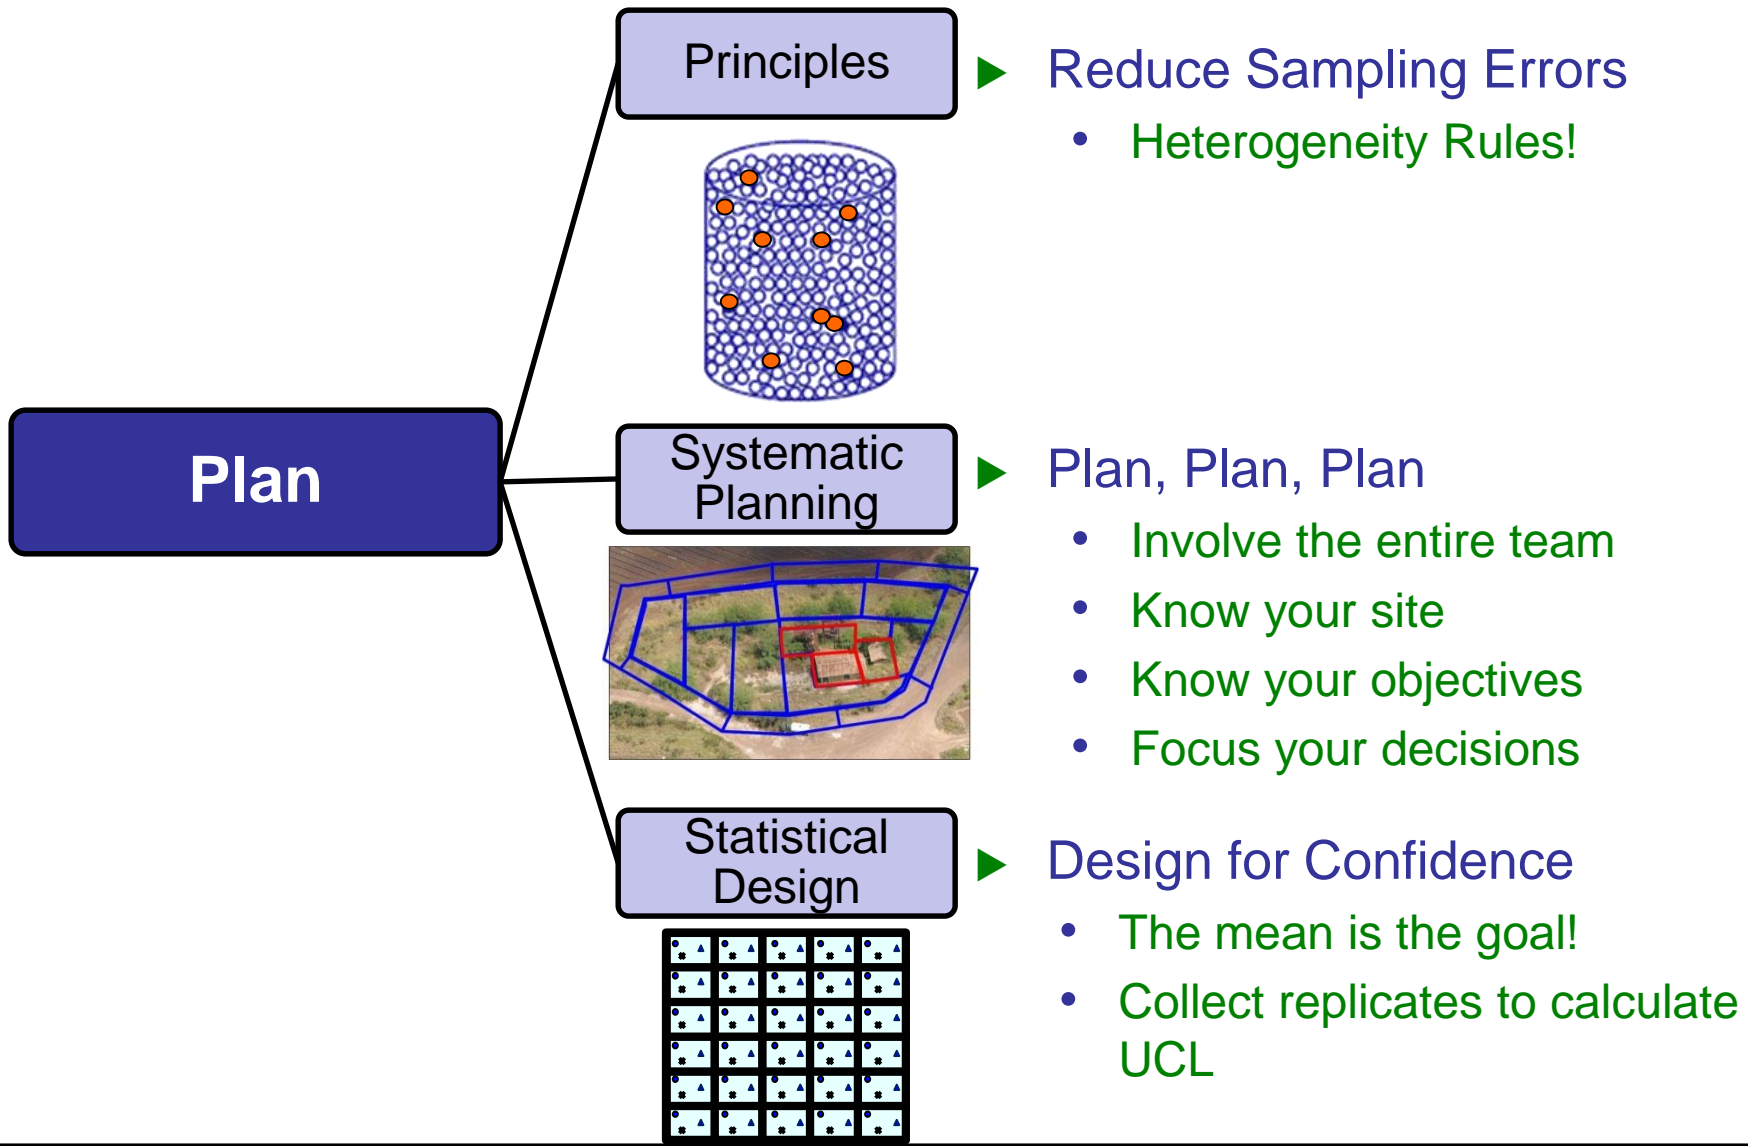 Plan
Principles
Reduce Sampling Errors
• Heterogeneity Rules!
Systematic
Planning
Plan, Plan, Plan
• Involve the entire team
• Know your site
• Know your objectives
• Focus your decisions
Statistical
Design
Design for Confidence
• The mean is the goal!
• Collect replicates to calculate
UCL